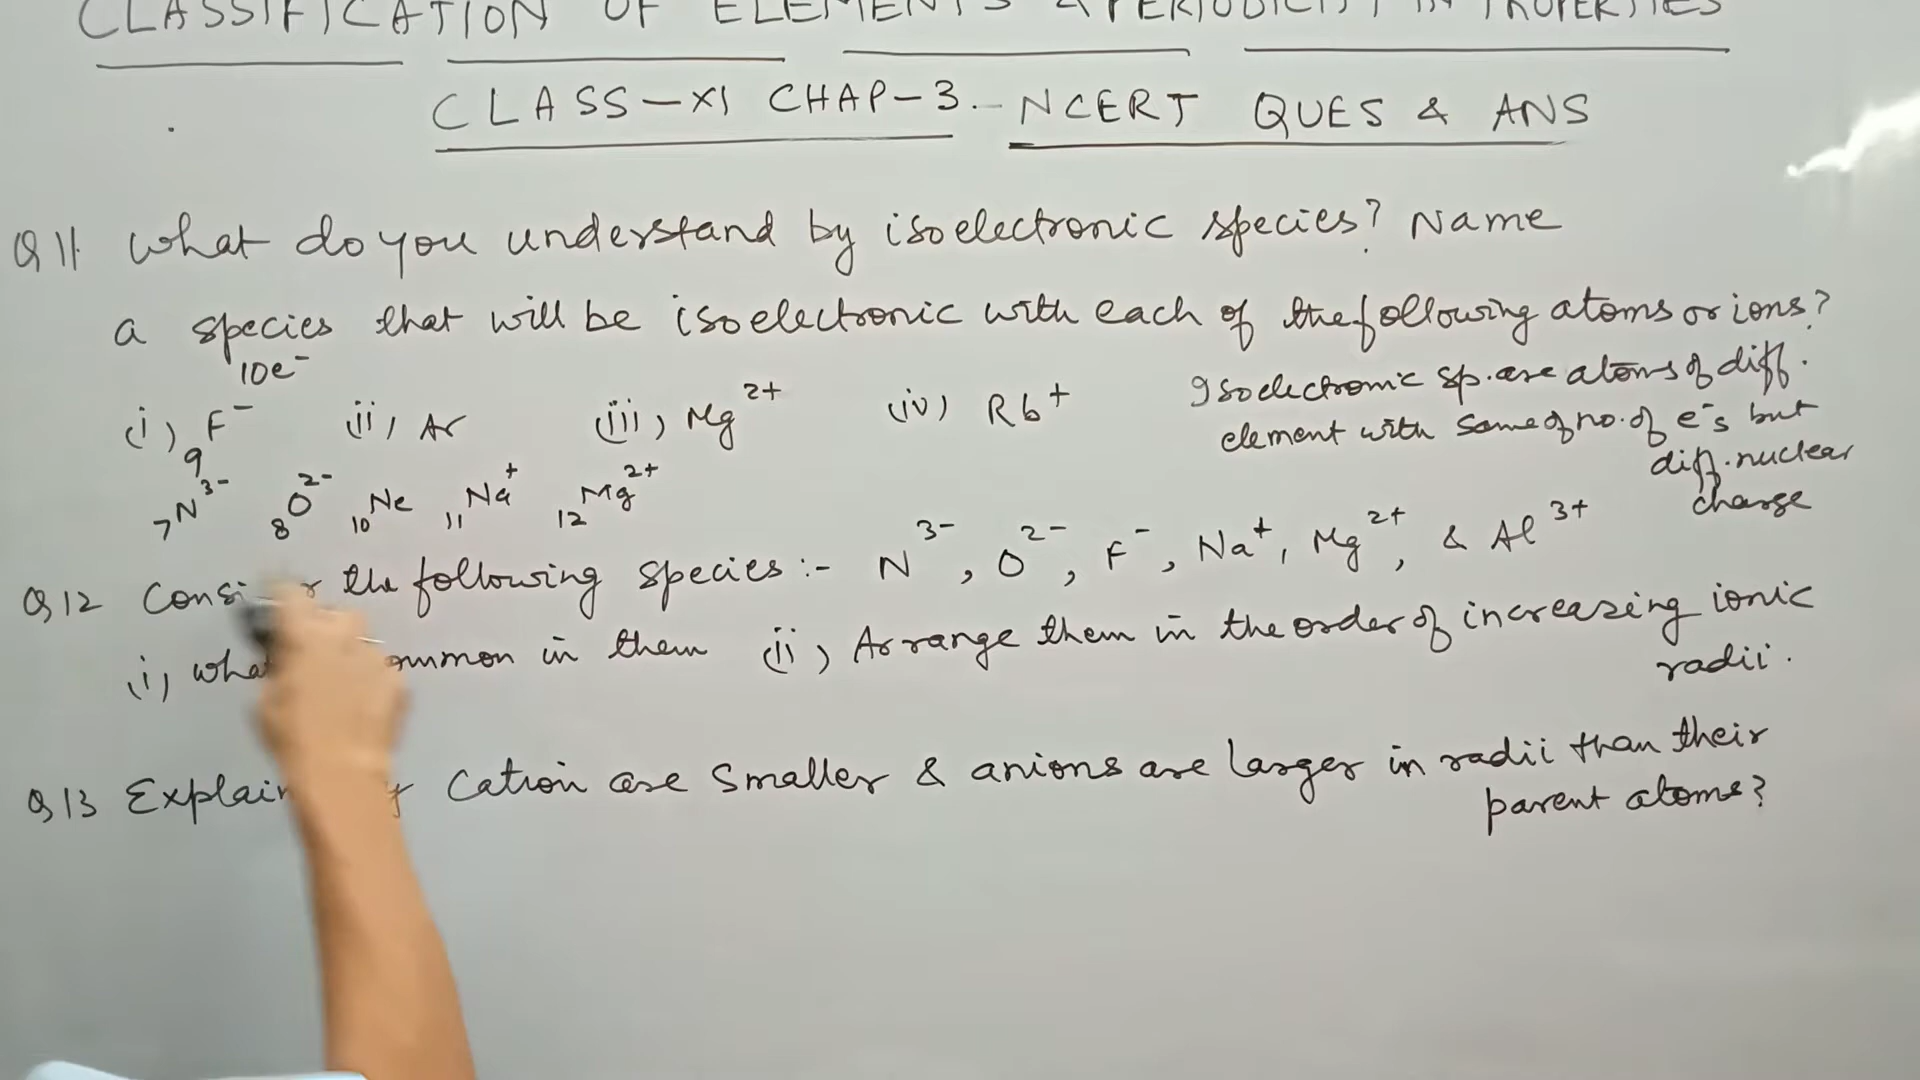 CLASSIFICATION OF ELEMENTS & PERIODICITY IN PROPERTIES
CLASS-XI CHAP-3. NCERT QUES & ANS
Q11 What do you understand by isoelectronic species? Name
a species that will be isoelectronic with each of the following atoms or ions?
10e⁻
(i) ₉F⁻ (ii) Ar (iii) Mg²⁺ (iv) Rb⁺
Isoelectronic sp. are atoms of diff.
element with same of no. of e⁻s but
diff. nuclear
charge
₇N³⁻ ₈O²⁻ ₁₀Ne ₁₁Na⁺ ₁₂Mg²⁺
Q12 the following species:- N³⁻, O²⁻, F⁻, Na⁺, Mg²⁺, & Al³⁺
(i) in them (ii) Arrange them in the order of increasing ionic
radii.
Q13 Explain Cation are smaller & anions are larger in radii than their
parent atoms?